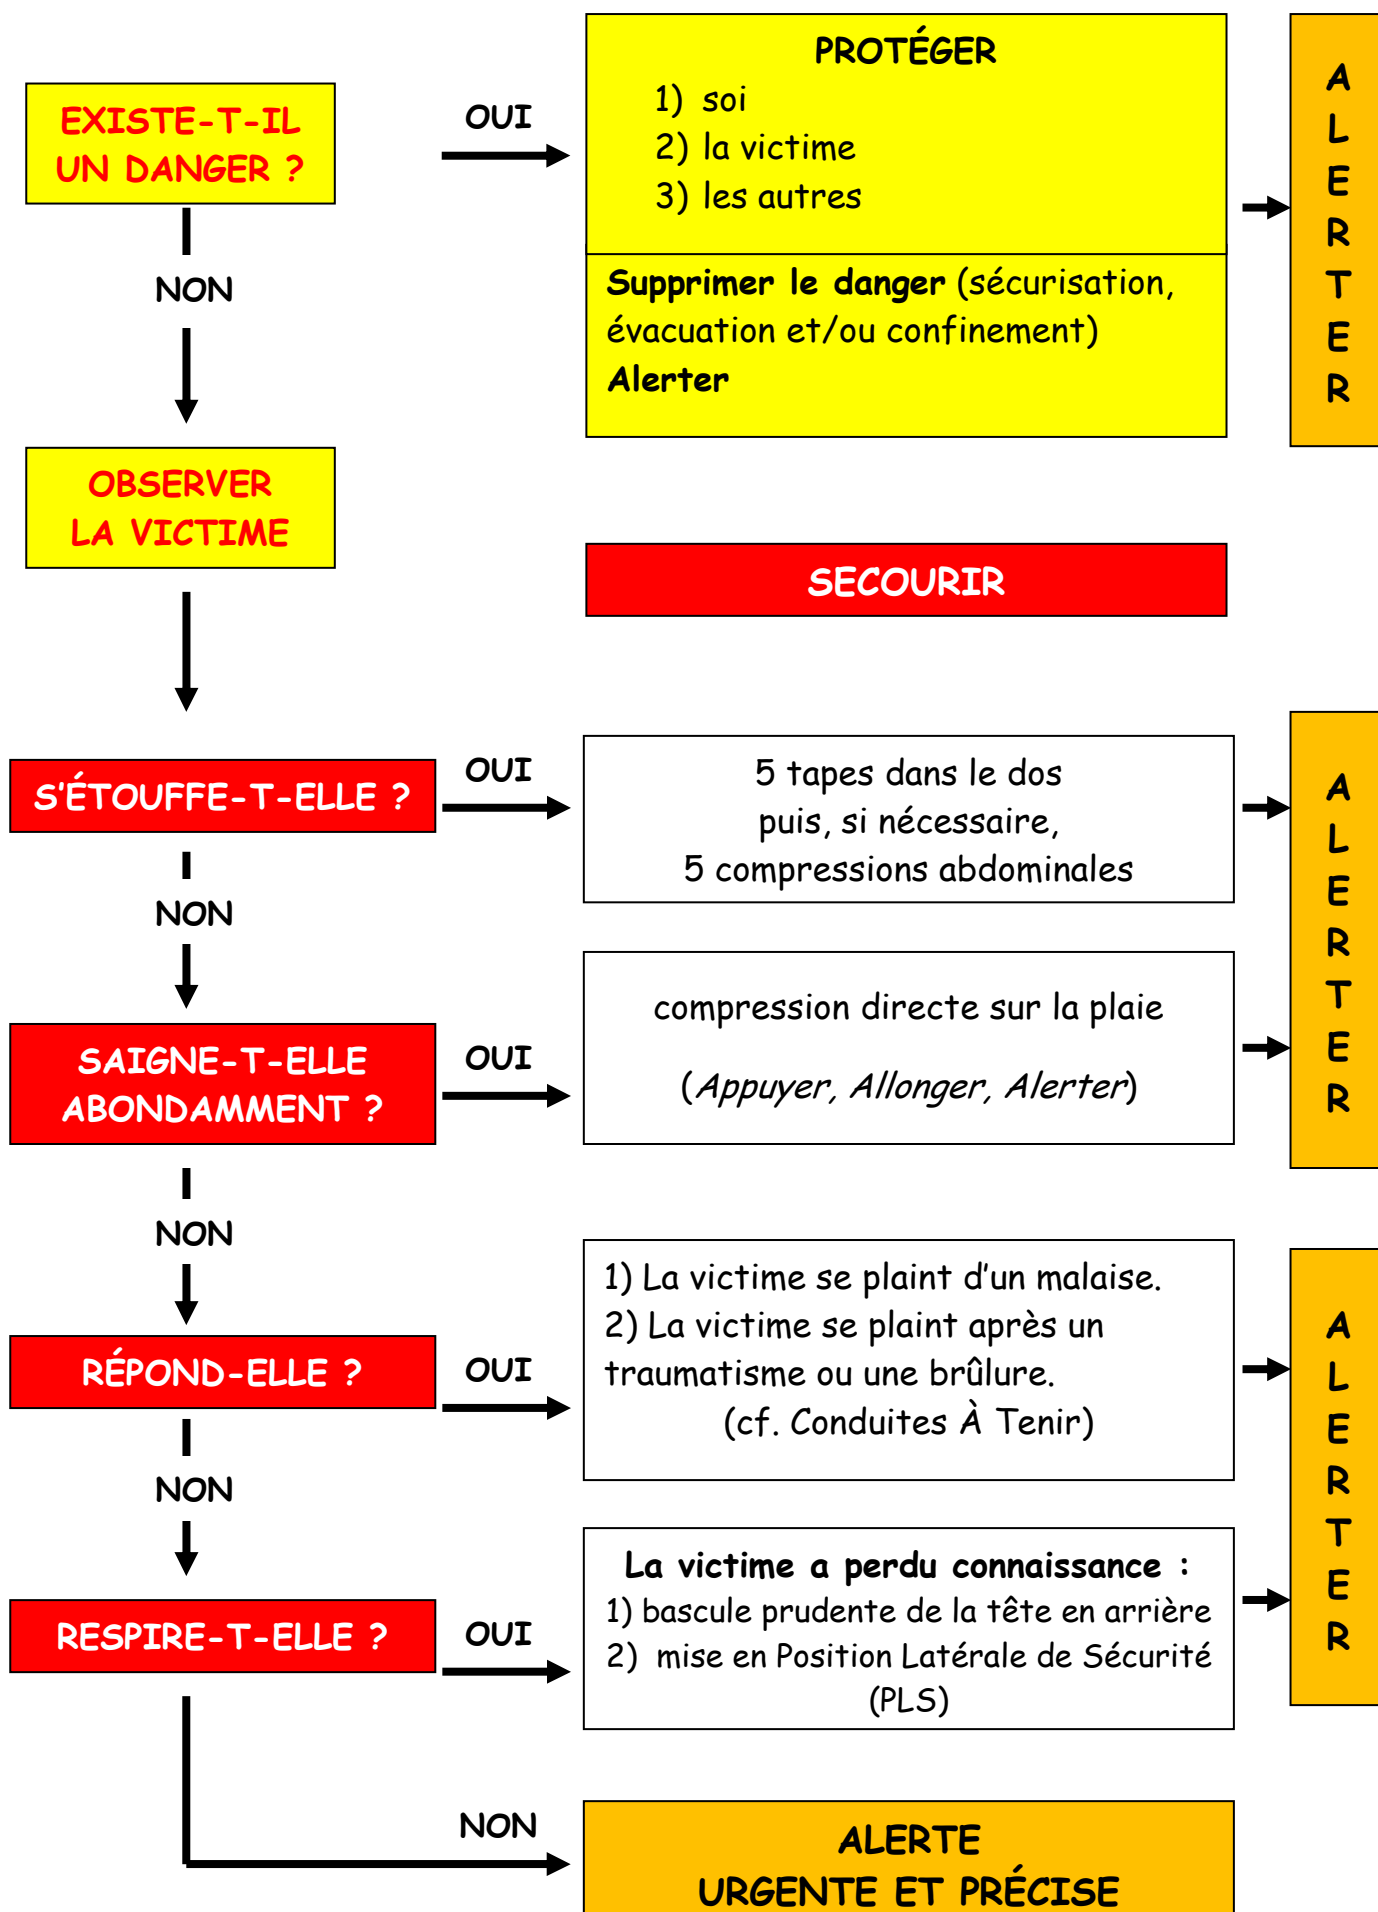 EXISTE-T-IL
UN DANGER ?
OUI
PROTÉGER
1) soi
2) la victime
3) les autres
Supprimer le danger (sécurisation,
évacuation et/ou confinement)
Alerter
A
L
E
R
T
E
R
NON
OBSERVER
LA VICTIME
SECOURIR
S'ÉTOUFFE-T-ELLE ?
OUI
5 tapes dans le dos
puis, si nécessaire,
5 compressions abdominales
A
L
E
R
T
E
R
NON
SAIGNE-T-ELLE
ABONDAMMENT ?
OUI
compression directe sur la plaie
(Appuyer, Allonger, Alerter)
NON
RÉPOND-ELLE ?
OUI
1) La victime se plaint d'un malaise.
2) La victime se plaint après un
traumatisme ou une brûlure.
(cf. Conduites À Tenir)
A
L
E
R
T
E
R
NON
RESPIRE-T-ELLE ?
OUI
La victime a perdu connaissance :
1) bascule prudente de la tête en arrière
2) mise en Position Latérale de Sécurité
(PLS)
NON
ALERTE
URGENTE ET PRÉCISE